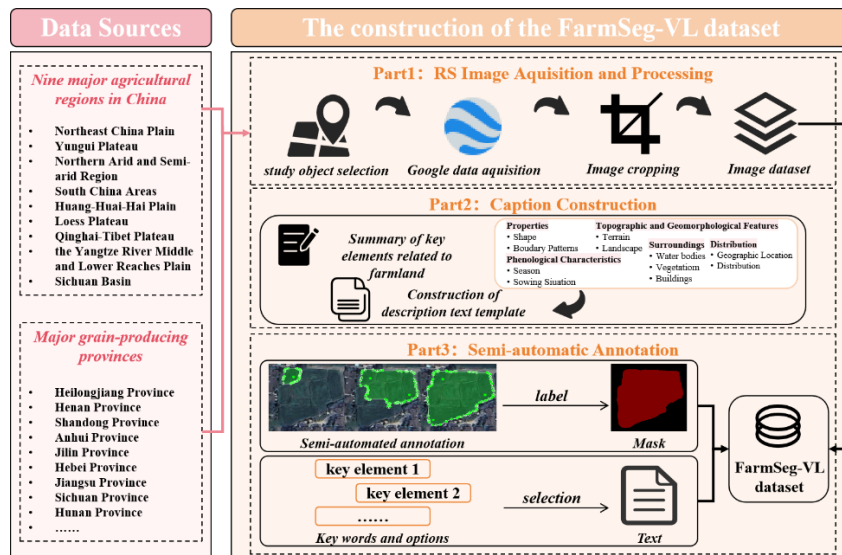 Data Sources
The construction of the FarmSeg-VL dataset
Nine major agricultural
regions in China
• Northeast China Plain
• Yungui Plateau
• Northern Arid and Semi-
arid Region
• South China Areas
• Huang-Huai-Hai Plain
• Loess Plateau
• Qinghai-Tibet Plateau
• the Yangtze River Middle
and Lower Reaches Plain
• Sichuan Basin
Major grain-producing
provinces
• Heilongjiang Province
• Henan Province
• Shandong Province
• Anhui Province
• Jilin Province
• Hebei Province
• Jiangsu Province
• Sichuan Province
• Hunan Province
• ……
Part1: RS Image Aquisition and Processing
study object selection
Google data aquisition
Image cropping
Image dataset
Part2: Caption Construction
Summary of key
elements related to
farmland
Construction of
description text template
Properties
• Shape
• Boudary Patterns
Phenological Characteristics
• Season
• Sowing Siuation
Topographic and Geomorphological Features
• Terrain
• Landscape
Surroundings
• Water bodies
• Vegetatiom
• Buildings
Distribution
• Geographic Location
• Distribution
Part3: Semi-automatic Annotation
label
Semi-automated annotation
Mask
key element 1
key element 2
……
selection
Key words and options
Text
FarmSeg-VL
dataset